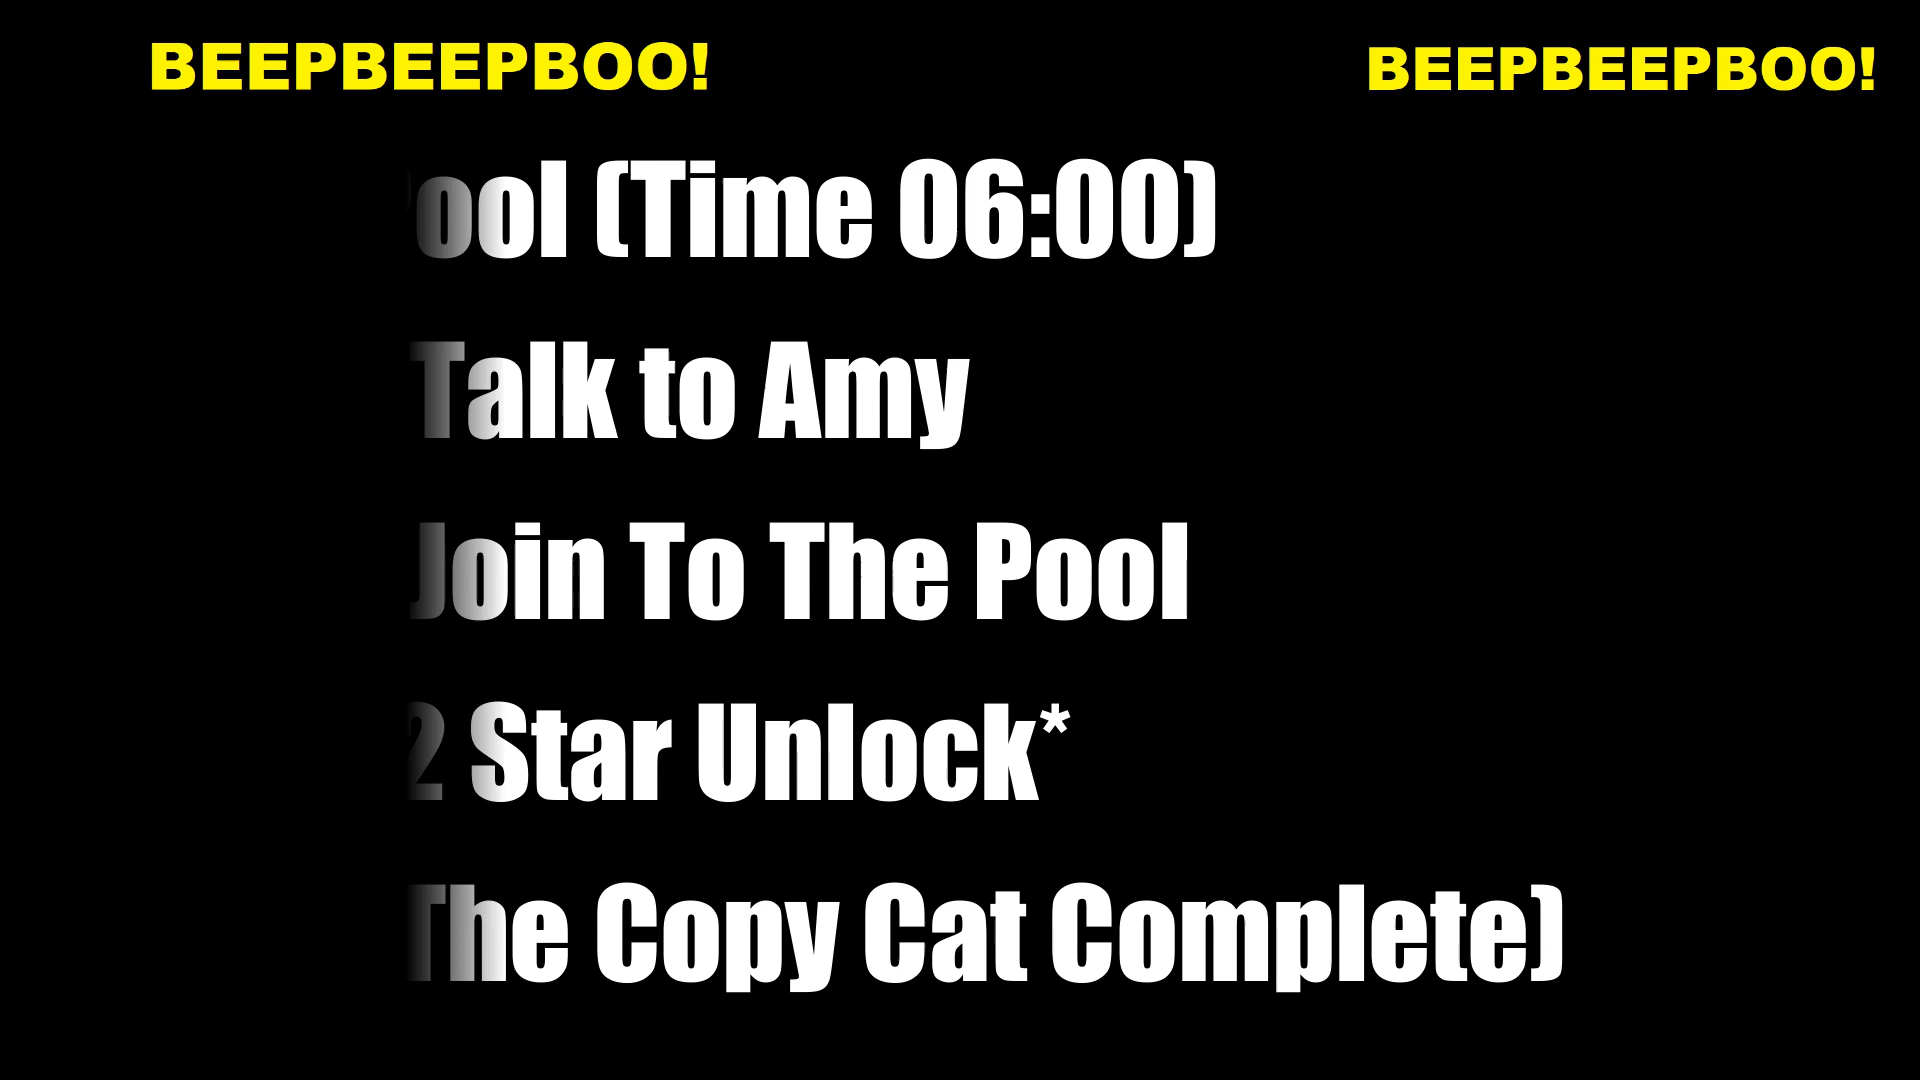 BEEPBEEPBOO! BEEPBEEPBOO!
Pool (Time 06:00)
Talk to Amy
Join To The Pool
2 Star Unlock*
The Copy Cat Complete)